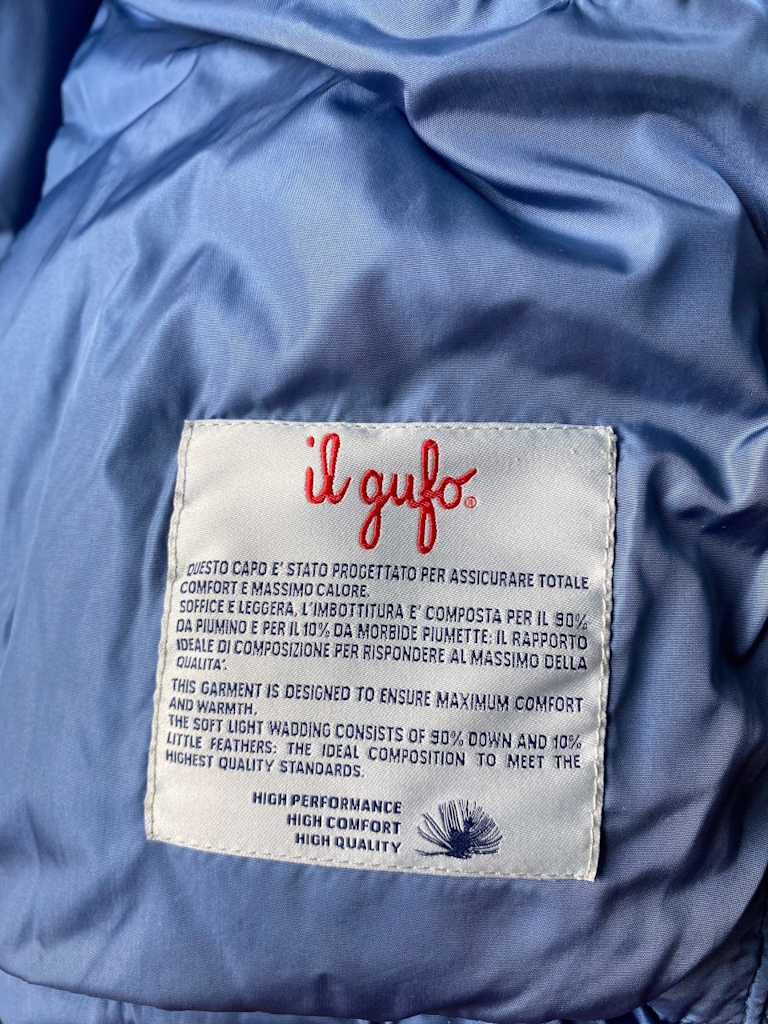 il gufo®
QUESTO CAPO E' STATO PROGETTATO PER ASSICURARE TOTALE
COMFORT E MASSIMO CALORE.
SOFFICE E LEGGERA, L'IMBOTTITURA E' COMPOSTA PER IL 90%
DA PIUMINO E PER IL 10% DA MORBIDE PIUMETTE: IL RAPPORTO
IDEALE DI COMPOSIZIONE PER RISPONDERE AL MASSIMO DELLA
QUALITA'.
THIS GARMENT IS DESIGNED TO ENSURE MAXIMUM COMFORT
AND WARMTH.
THE SOFT LIGHT WADDING CONSISTS OF 90% DOWN AND 10%
LITTLE FEATHERS: THE IDEAL COMPOSITION TO MEET THE
HIGHEST QUALITY STANDARDS.
HIGH PERFORMANCE
HIGH COMFORT
HIGH QUALITY